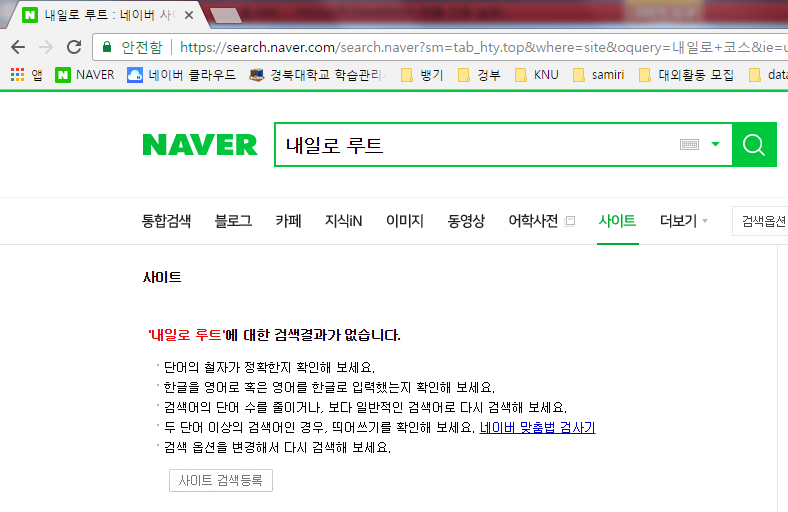 내일로 루트 : 네이버 사이
안전함 https://search.naver.com/search.naver?sm=tab_hty.top&where=site&oquery=내일로+코스&ie=u
앱 NAVER 네이버 클라우드 경북대학교 학습관리 뱅기 경부 KNU samiri 대외활동 모집 data
NAVER 내일로 루트
통합검색 블로그 카페 지식iN 이미지 동영상 어학사전 사이트 더보기 검색옵션
사이트
'내일로 루트'에 대한 검색결과가 없습니다.
· 단어의 철자가 정확한지 확인해 보세요.
· 한글을 영어로 혹은 영어를 한글로 입력했는지 확인해 보세요.
· 검색어의 단어 수를 줄이거나, 보다 일반적인 검색어로 다시 검색해 보세요.
· 두 단어 이상의 검색어인 경우, 띄어쓰기를 확인해 보세요. 네이버 맞춤법 검사기
· 검색 옵션을 변경해서 다시 검색해 보세요.
사이트 검색등록